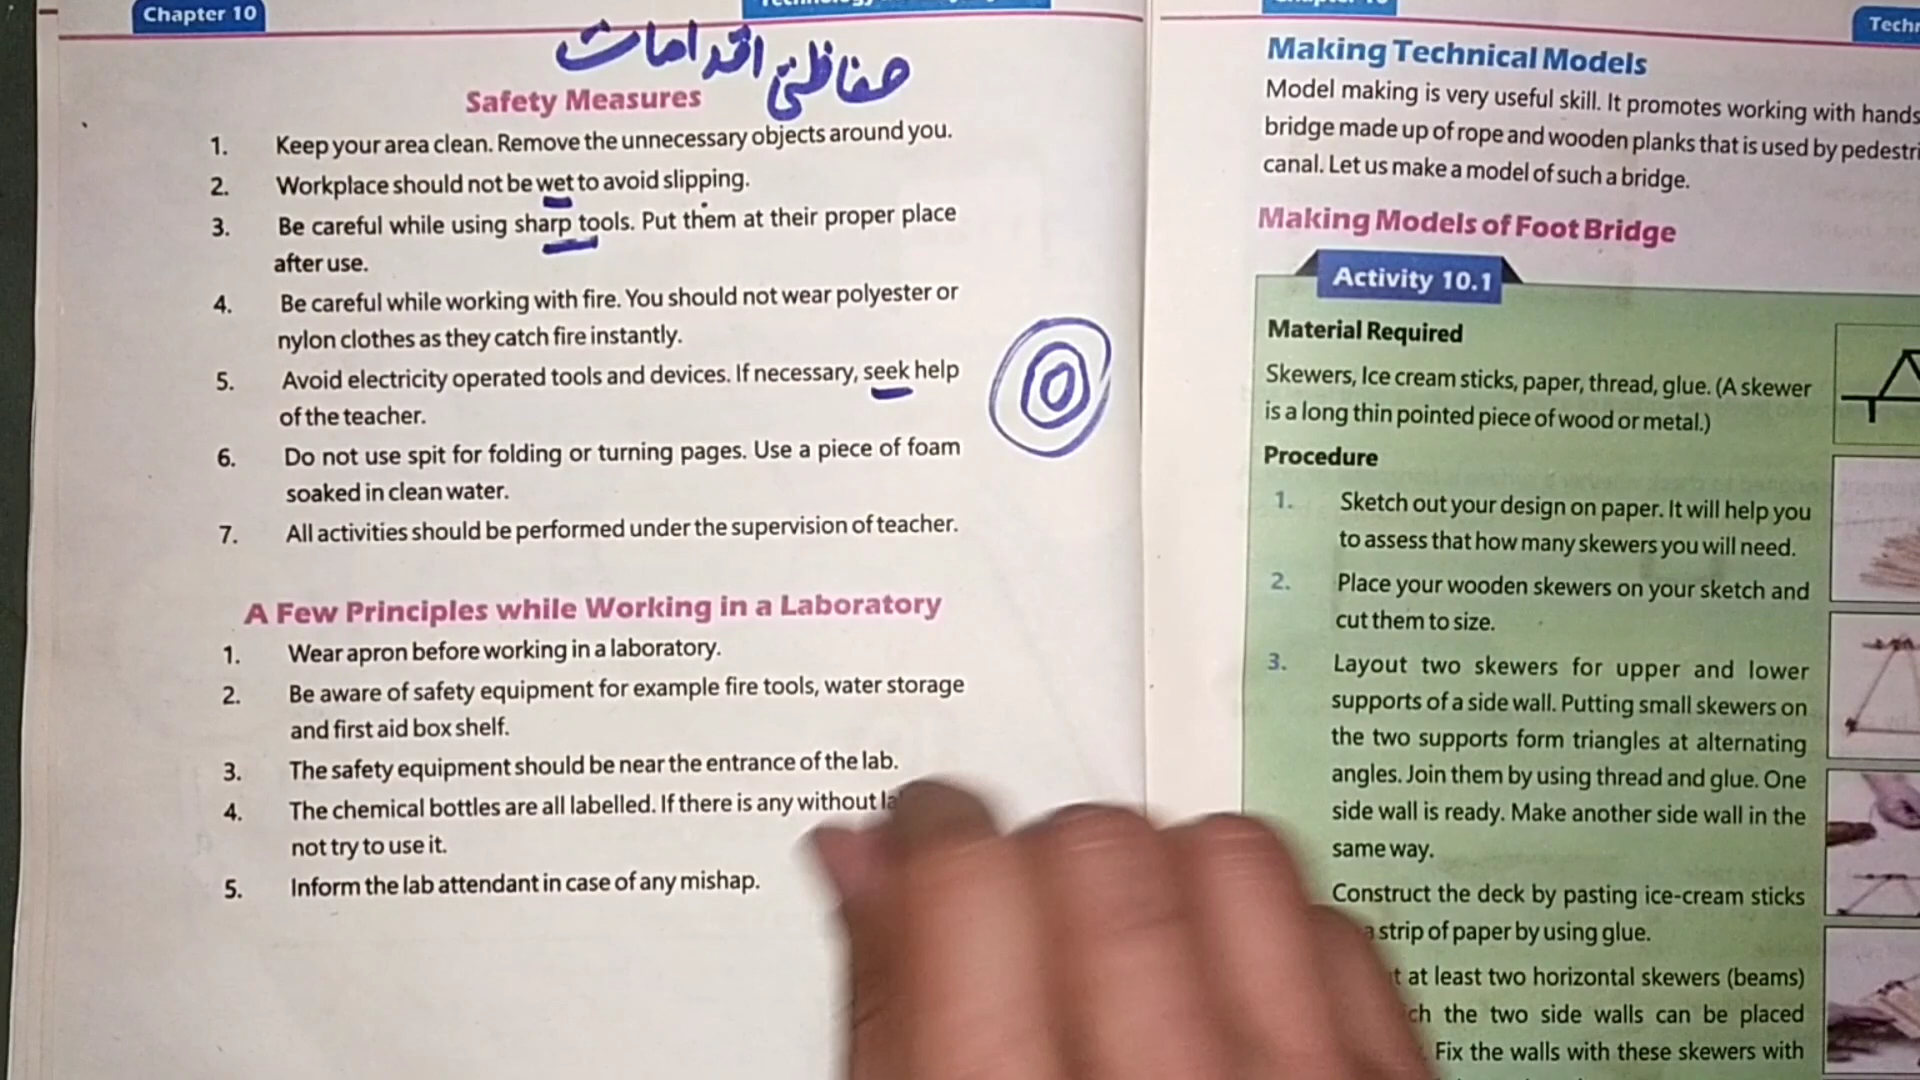 Chapter 10
حفاظتی اقدامات
Safety Measures
1. Keep your area clean. Remove the unnecessary objects around you.
2. Workplace should not be wet to avoid slipping.
3. Be careful while using sharp tools. Put them at their proper place
after use.
4. Be careful while working with fire. You should not wear polyester or
nylon clothes as they catch fire instantly.
5. Avoid electricity operated tools and devices. If necessary, seek help
of the teacher.
6. Do not use spit for folding or turning pages. Use a piece of foam
soaked in clean water.
7. All activities should be performed under the supervision of teacher.
A Few Principles while Working in a Laboratory
1. Wear apron before working in a laboratory.
2. Be aware of safety equipment for example fire tools, water storage
and first aid box shelf.
3. The safety equipment should be near the entrance of the lab.
4. The chemical bottles are all labelled. If there is any without
not try to use it.
5. Inform the lab attendant in case of any mishap.
Making Technical Models
Model making is very useful skill. It promotes working with hands
bridge made up of rope and wooden planks that is used by
canal. Let us make a model of such a bridge.
Making Models of Foot Bridge
Activity 10.1
Material Required
Skewers, Ice cream sticks, paper, thread, glue. (A skewer
is a long thin pointed piece of wood or metal.)
Procedure
1. Sketch out your design on paper. It will help you
to assess that how many skewers you will need.
2. Place your wooden skewers on your sketch and
cut them to size.
3. Layout two skewers for upper and lower
supports of a side wall. Putting small skewers on
the two supports form triangles at alternating
angles. Join them by using thread and glue. One
side wall is ready. Make another side wall in the
same way.
Construct the deck by pasting ice-cream sticks
a strip of paper by using glue.
at least two horizontal skewers (beams)
the two side walls can be placed
Fix the walls with these skewers with